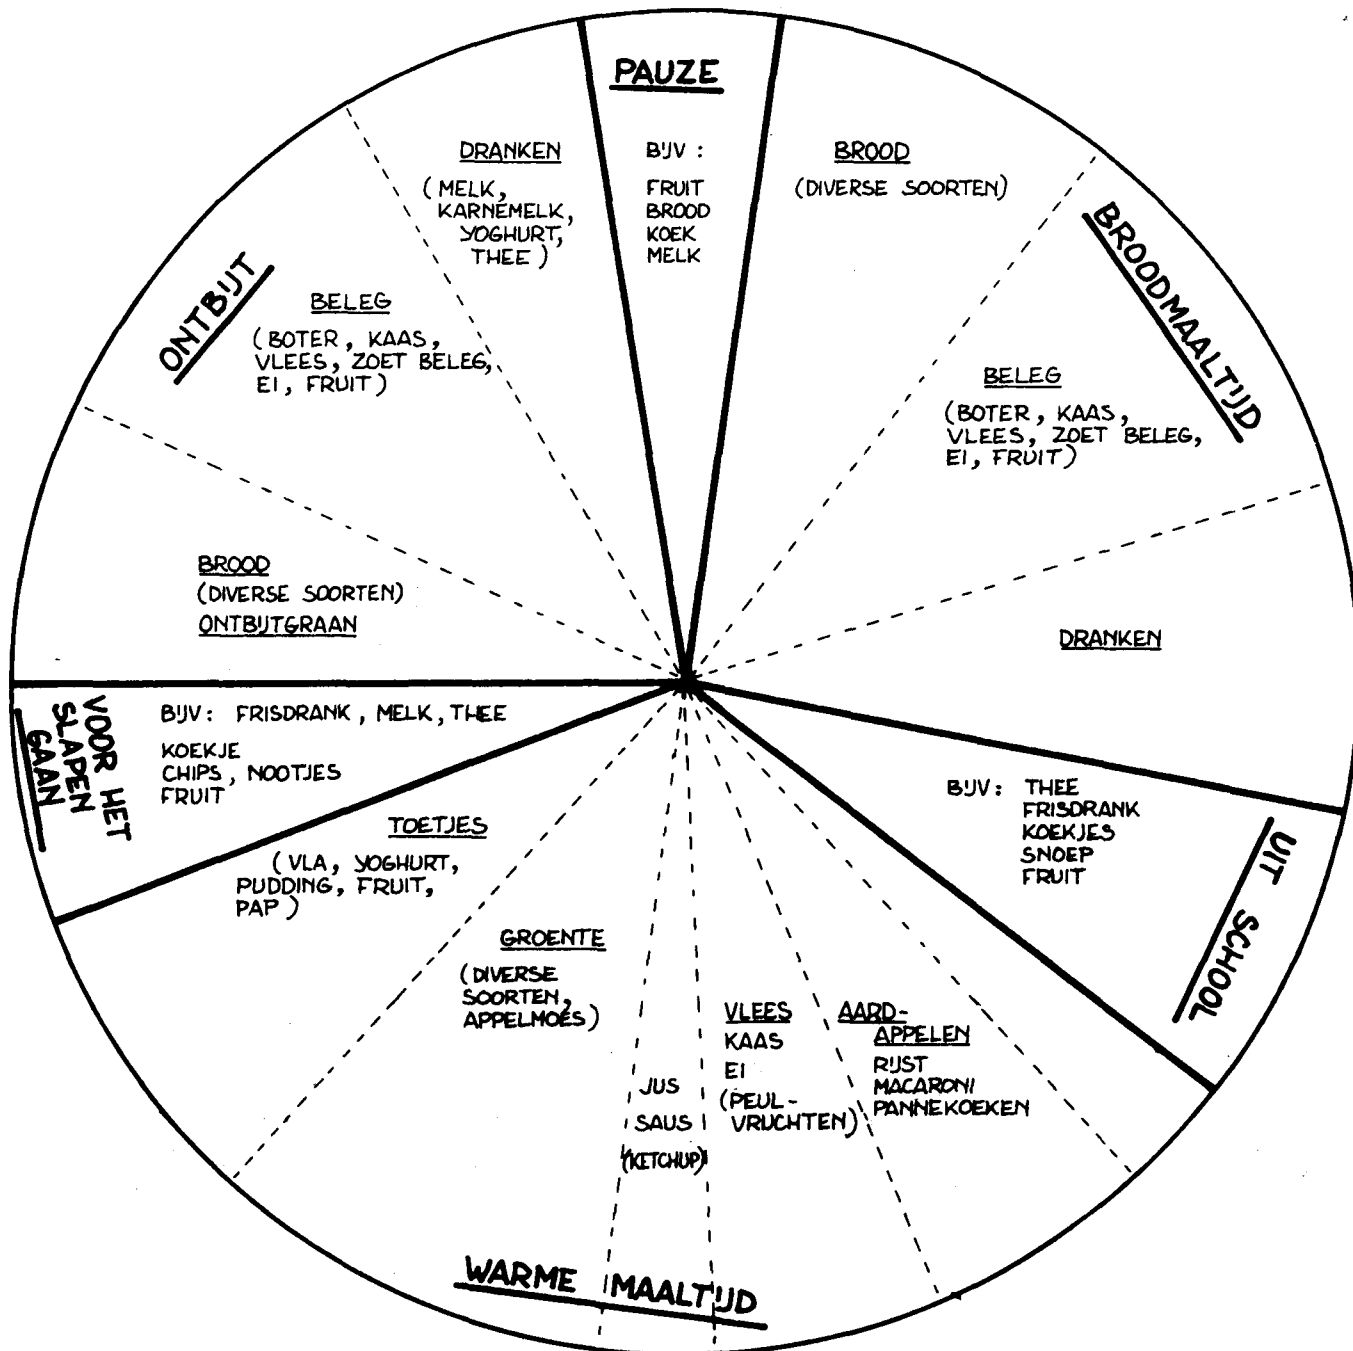 PAUZE
BIJV :
FRUIT
BROOD
KOEK
MELK
BROOD
(DIVERSE SOORTEN)
BROODMAALTIJD
BELEG
(BOTER, KAAS,
VLEES, ZOET BELEG,
EI, FRUIT)
DRANKEN
UIT SCHOOL
BIJV : THEE
FRISDRANK
KOEKJES
SNOEP
FRUIT
WARME MAALTIJD
AARD-
APPELEN
RIJST
MACARONI
PANNEKOEKEN
VLEES
KAAS
EI
(PEUL-
VRUCHTEN)
JUS
SAUS
(KETCHUP)
GROENTE
(DIVERSE
SOORTEN,
APPELMOES)
TOETJES
(VLA, YOGHURT,
PUDDING, FRUIT,
PAP)
VOOR HET
SLAPEN
GAAN
BIJV : FRISDRANK, MELK, THEE
KOEKJE
CHIPS, NOOTJES
FRUIT
ONTBIJT
BROOD
(DIVERSE SOORTEN)
ONTBIJTGRAAN
BELEG
(BOTER, KAAS,
VLEES, ZOET BELEG,
EI, FRUIT)
DRANKEN
(MELK,
KARNEMELK,
YOGHURT,
THEE)